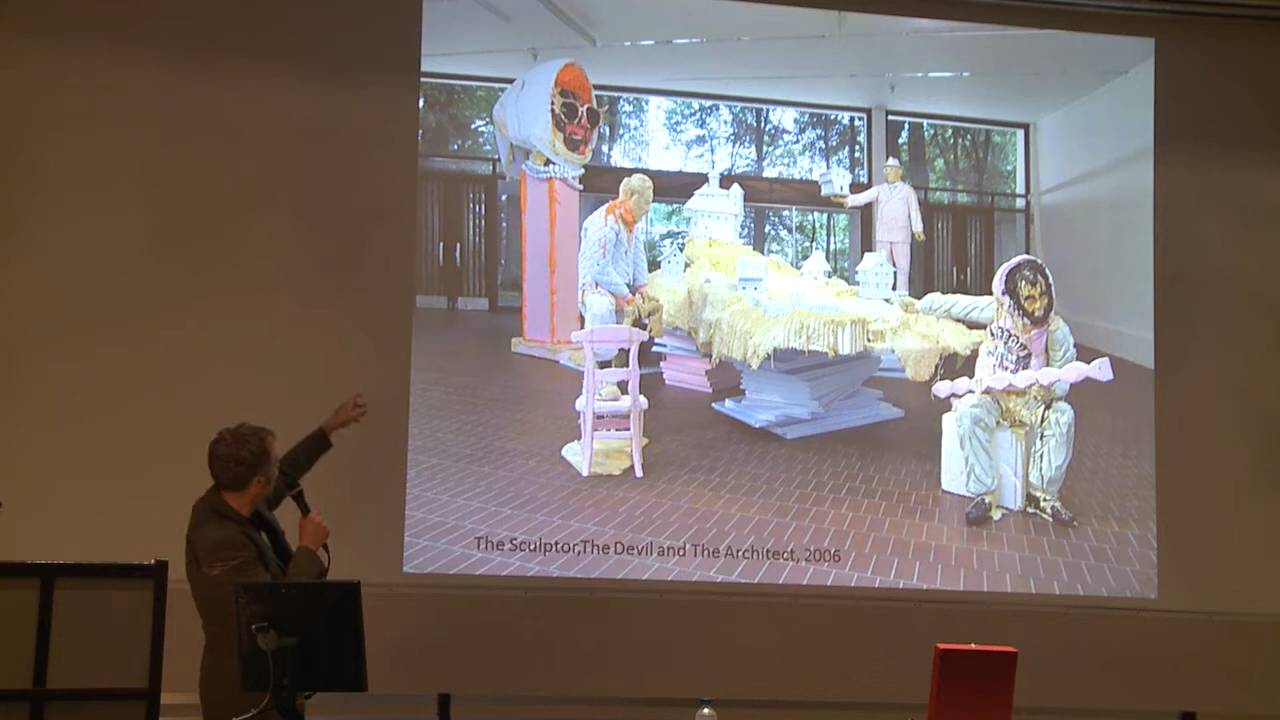 The Sculptor,The Devil and The Architect, 2006